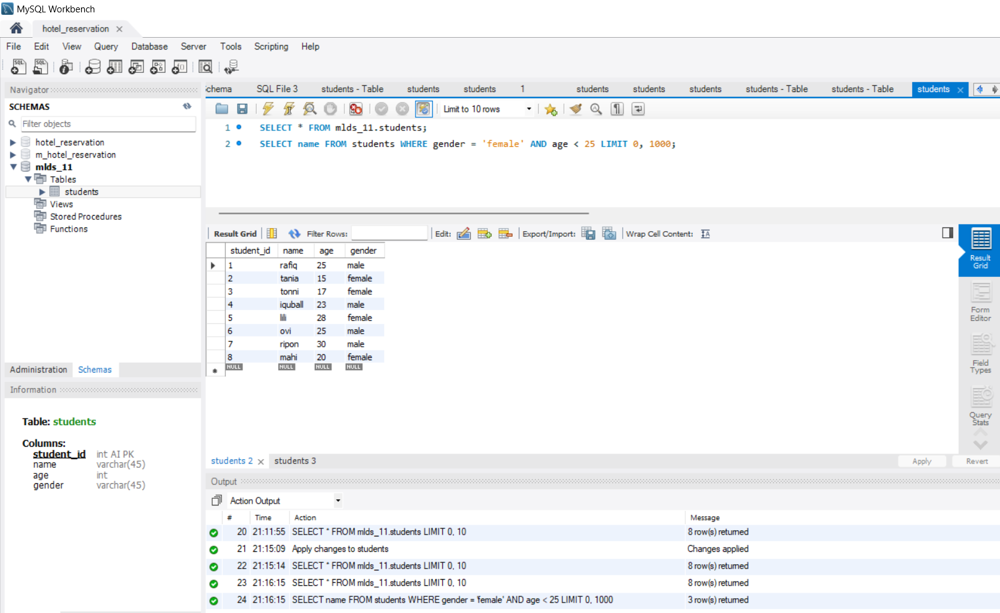 MySQL Workbench
hotel_reservation
File Edit View Query Database Server Tools Scripting Help
Navigator
SCHEMAS
Filter objects
hotel_reservation
m_hotel_reservation
mlds_11
Tables
students
Views
Stored Procedures
Functions
Administration Schemas
Information
Table: students
Columns:
student_id int AI PK
name varchar(45)
age int
gender varchar(45)
chema SQL File 3 students - Table students students 1 students students students students - Table students - Table students
Limit to 10 rows
1 SELECT * FROM mlds_11.students;
2 SELECT name FROM students WHERE gender = 'female' AND age < 25 LIMIT 0, 1000;
Result Grid Filter Rows: Edit: Export/Import: Wrap Cell Content:
student_id name age gender
1 rafiq 25 male
2 tania 15 female
3 tonni 17 female
4 iquball 23 male
5 lili 28 female
6 ovi 25 male
7 ripon 30 male
8 mahi 20 female
NULL NULL NULL NULL
Result
Grid
Form
Editor
Field
Types
Query
Stats
students 2 students 3
Apply Revert
Output
Action Output
# Time Action Message
20 21:11:55 SELECT * FROM mlds_11.students LIMIT 0, 10 8 row(s) returned
21 21:15:09 Apply changes to students Changes applied
22 21:15:14 SELECT * FROM mlds_11.students LIMIT 0, 10 8 row(s) returned
23 21:16:15 SELECT * FROM mlds_11.students LIMIT 0, 10 8 row(s) returned
24 21:16:15 SELECT name FROM students WHERE gender = 'female' AND age < 25 LIMIT 0, 1000 3 row(s) returned